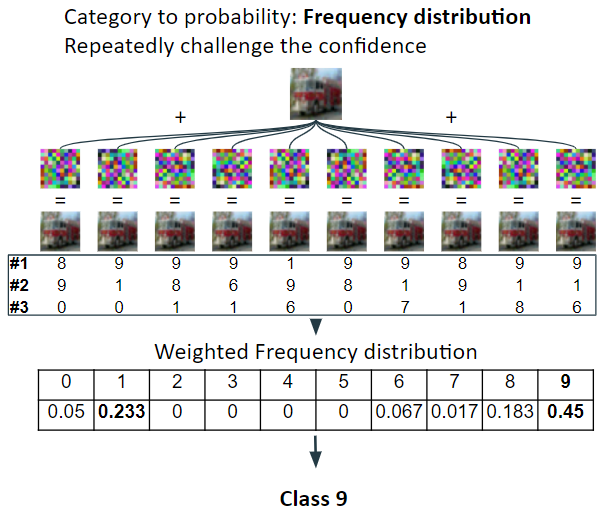 Category to probability: Frequency distribution
Repeatedly challenge the confidence
+ +
= = = = = = = = = =
#1 8 9 9 9 1 9 9 8 9 9
#2 9 1 8 6 9 8 1 9 1 1
#3 0 0 1 1 6 0 7 1 8 6
Weighted Frequency distribution
0 1 2 3 4 5 6 7 8 9
0.05 0.233 0 0 0 0 0.067 0.017 0.183 0.45
Class 9